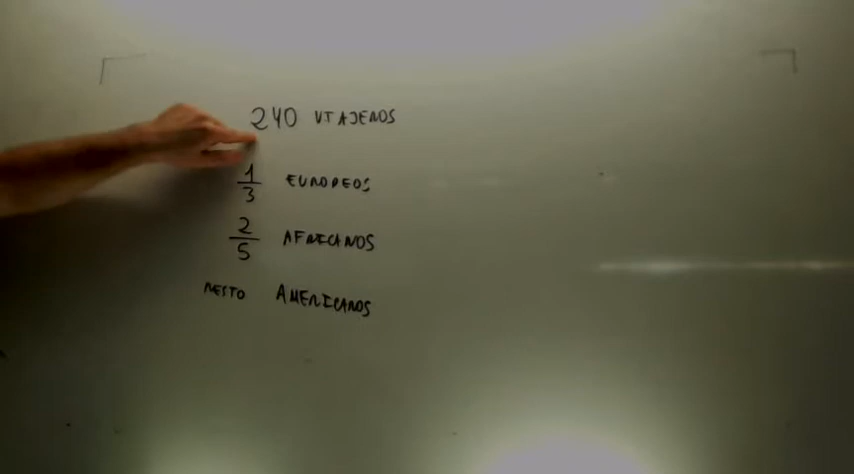 240 VIAJEROS
1/3 EUROPEOS
2/5 AFRICANOS
RESTO AMERICANOS